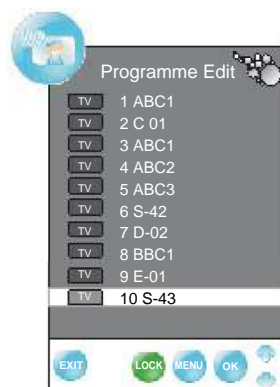 Programme Edit
TV 1 ABC1
TV 2 C 01
TV 3 ABC1
TV 4 ABC2
TV 5 ABC3
TV 6 S-42
TV 7 D-02
TV 8 BBC1
TV 9 E-01
TV 10 S-43
EXIT LOCK MENU OK